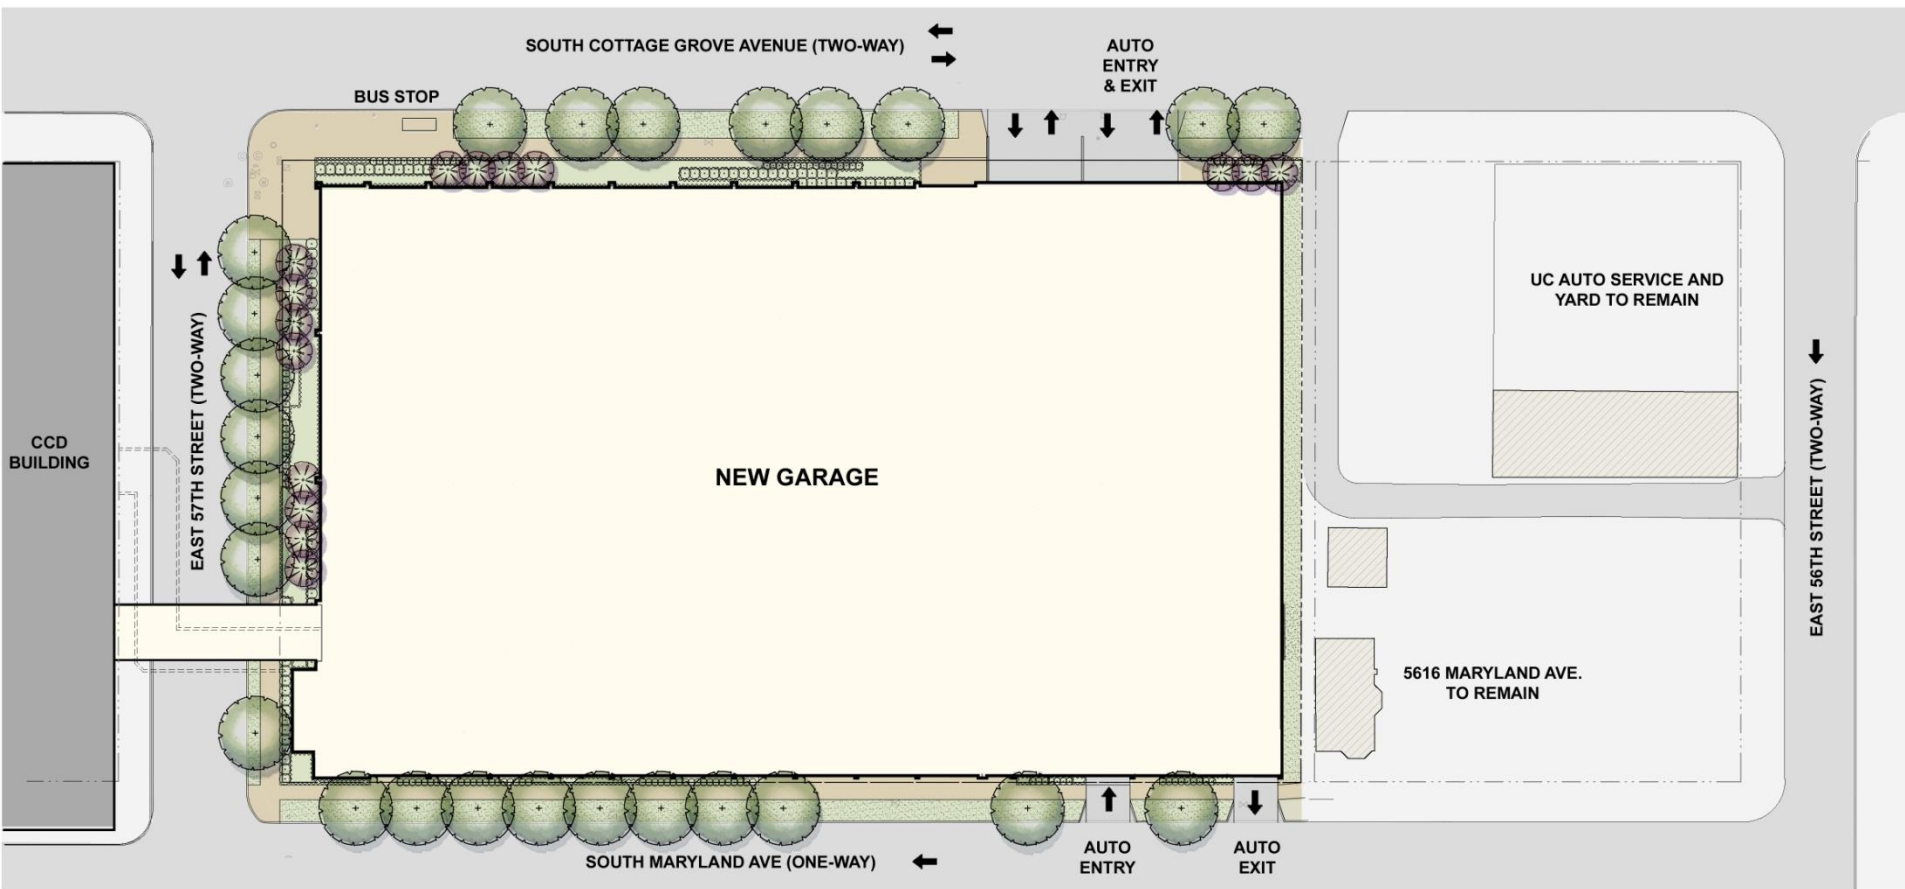 SOUTH COTTAGE GROVE AVENUE (TWO-WAY)
AUTO
ENTRY
& EXIT
BUS STOP
UC AUTO SERVICE AND
YARD TO REMAIN
EAST 57TH STREET (TWO-WAY)
CCD
BUILDING
NEW GARAGE
EAST 56TH STREET (TWO-WAY)
5616 MARYLAND AVE.
TO REMAIN
SOUTH MARYLAND AVE (ONE-WAY)
AUTO
ENTRY
AUTO
EXIT